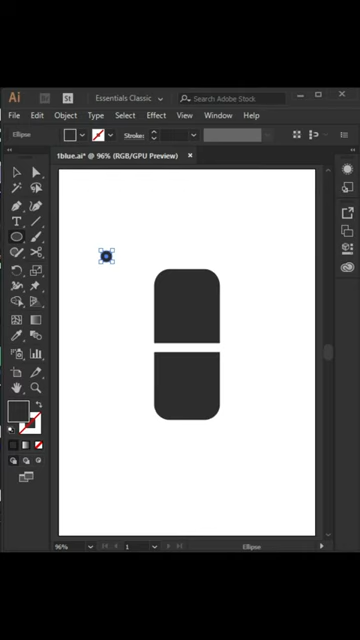 Ai Br St Essentials Classic Search Adobe Stock
File Edit Object Type Select Effect View Window Help
Ellipse Stroke:
1blue.ai* @ 96% (RGB/GPU Preview)
T
96% 1 Ellipse